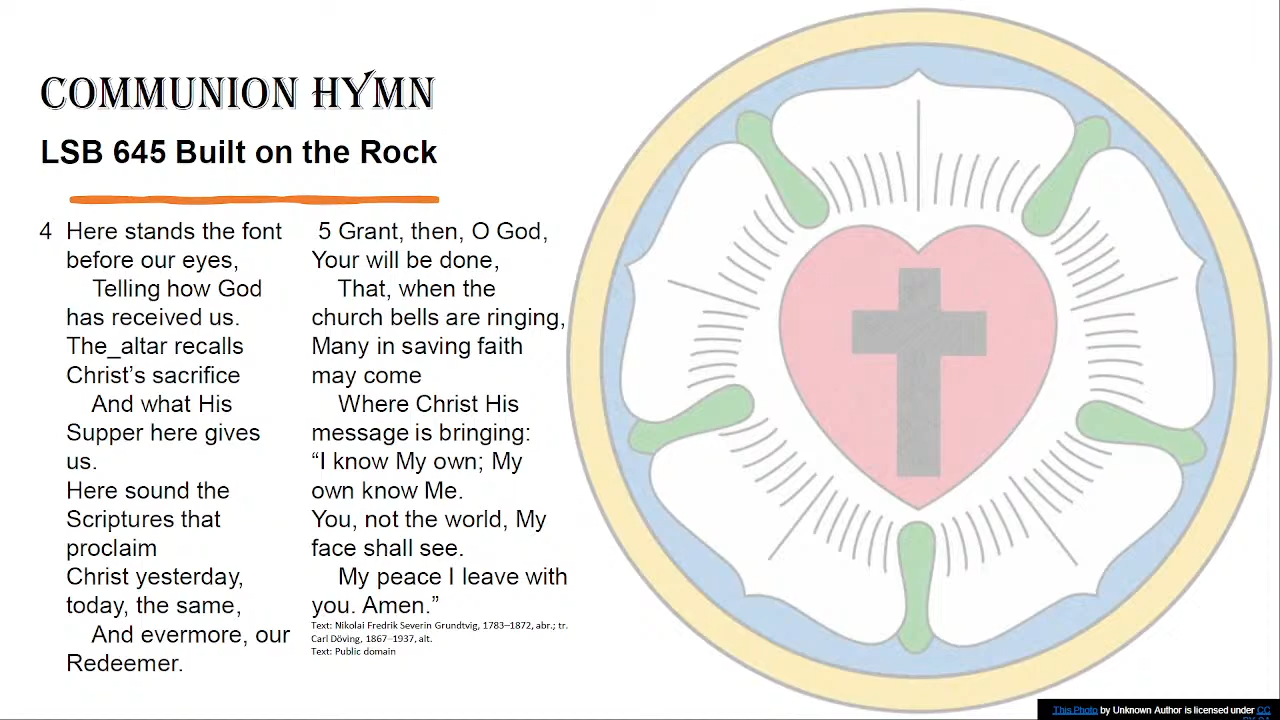 COMMUNION HYMN
LSB 645 Built on the Rock
4 Here stands the font
before our eyes,
Telling how God
has received us.
The_altar recalls
Christ’s sacrifice
And what His
Supper here gives
us.
Here sound the
Scriptures that
proclaim
Christ yesterday,
today, the same,
And evermore, our
Redeemer.
5 Grant, then, O God,
Your will be done,
That, when the
church bells are ringing,
Many in saving faith
may come
Where Christ His
message is bringing:
“I know My own; My
own know Me.
You, not the world, My
face shall see.
My peace I leave with
you. Amen.”
Text: Nikolai Fredrik Severin Grundtvig, 1783–1872, abr.; tr.
Carl Döving, 1867–1937, alt.
Text: Public domain
This Photo by Unknown Author is licensed under CC